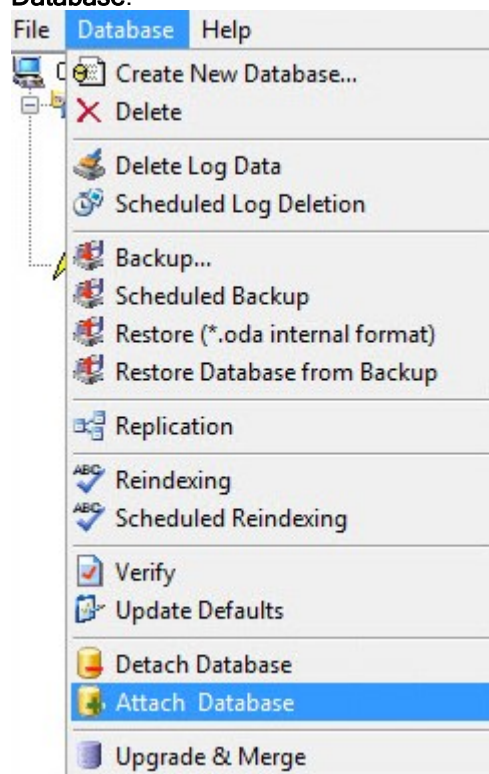 Database.
File Database Help
Create New Database...
Delete
Delete Log Data
Scheduled Log Deletion
Backup...
Scheduled Backup
Restore (*.oda internal format)
Restore Database from Backup
Replication
ABC Reindexing
ABC Scheduled Reindexing
Verify
Update Defaults
Detach Database
Attach  Database
Upgrade & Merge